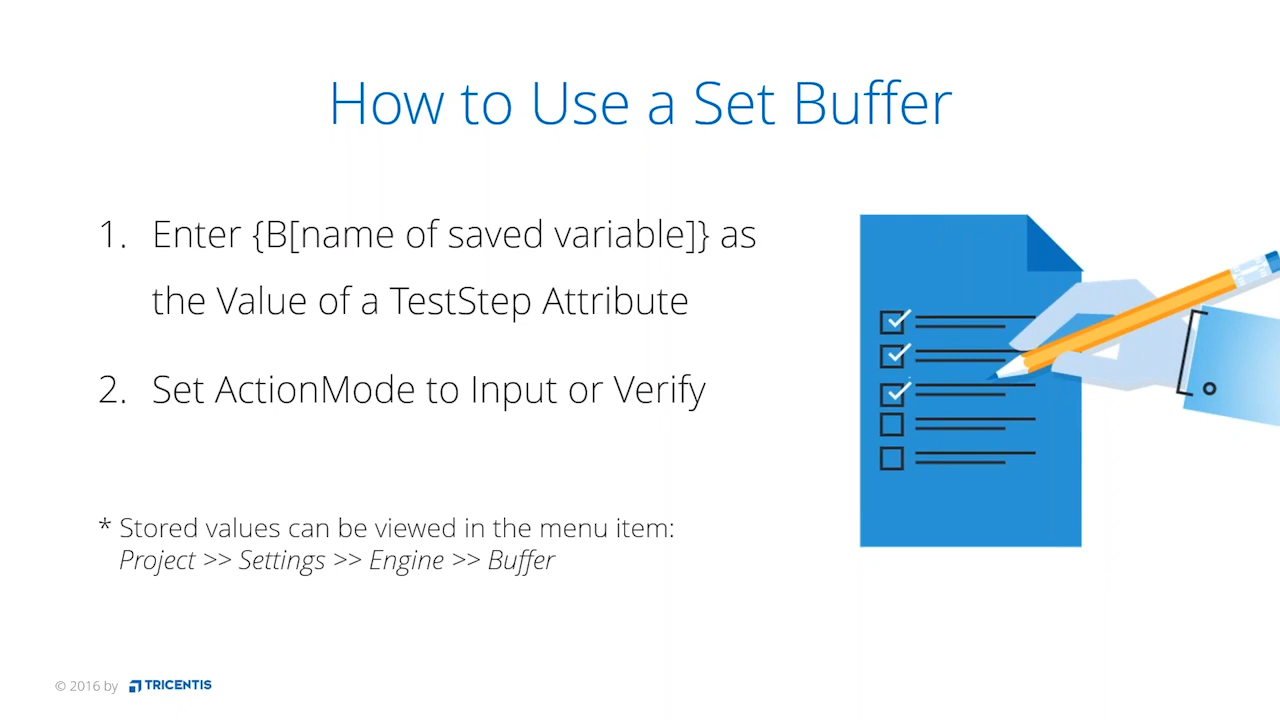 How to Use a Set Buffer
1. Enter {B[name of saved variable]} as
the Value of a TestStep Attribute
2. Set ActionMode to Input or Verify
* Stored values can be viewed in the menu item:
Project >> Settings >> Engine >> Buffer
© 2016 by TRICENTIS